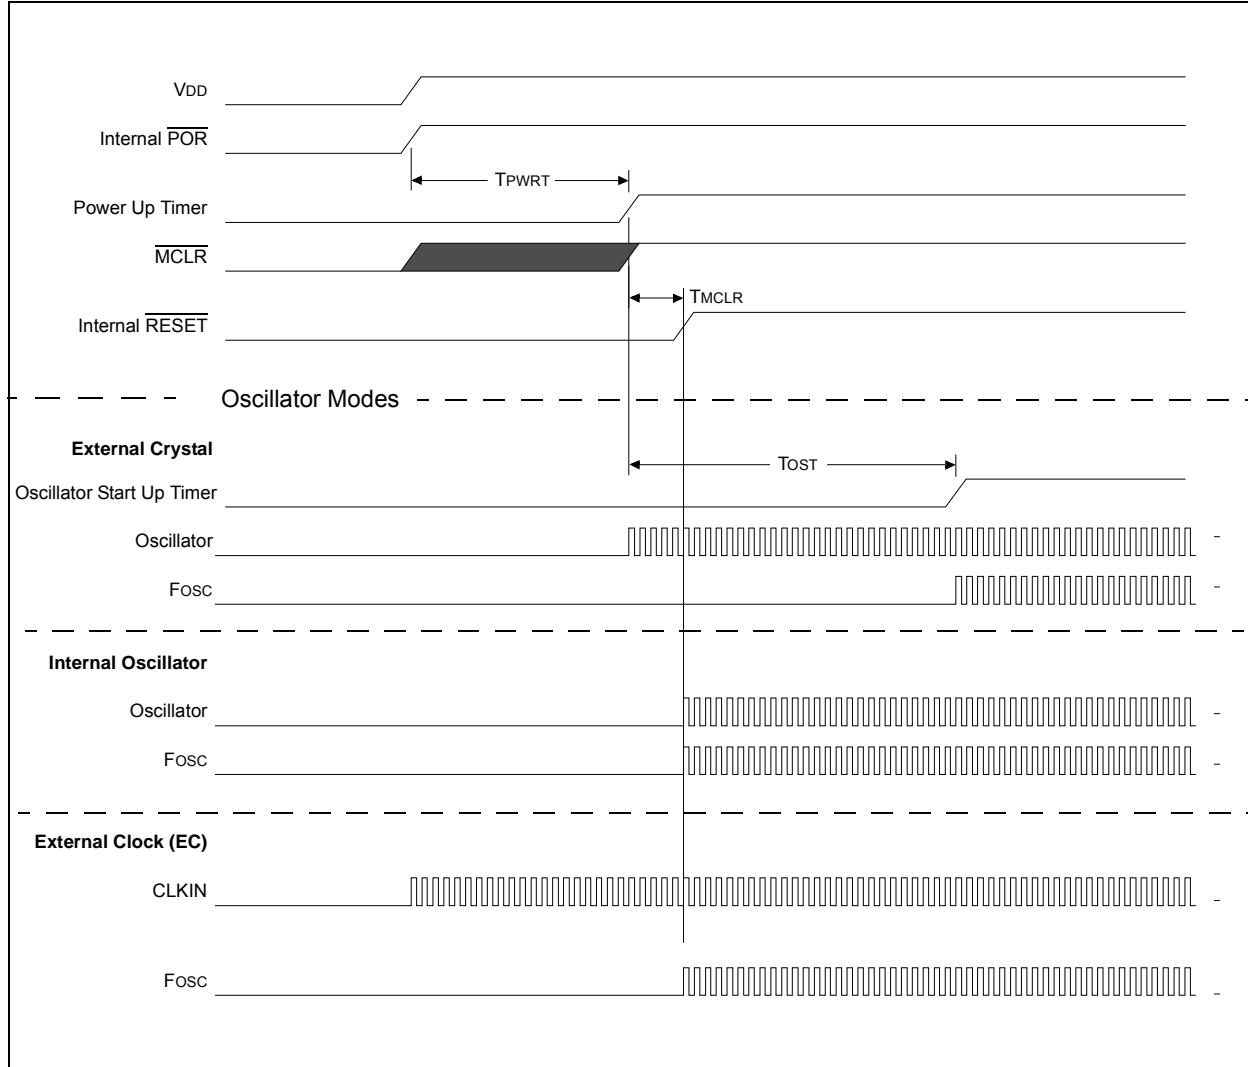 VDD
Internal POR
TPWRT
Power Up Timer
MCLR
TMCLR
Internal RESET
Oscillator Modes
External Crystal
TOST
Oscillator Start Up Timer
Oscillator
FOSC
Internal Oscillator
Oscillator
FOSC
External Clock (EC)
CLKIN
FOSC